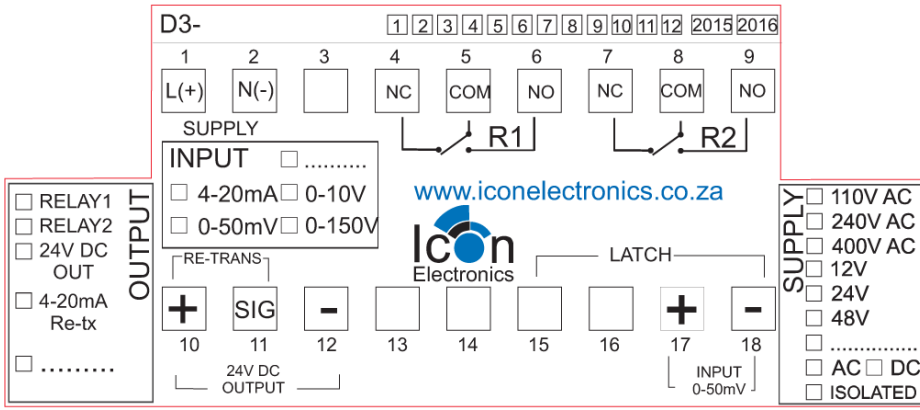 D3- 1 2 3 4 5 6 7 8 9 10 11 12 2015 2016
1 2 3 4 5 6 7 8 9
L(+) N(-) NC COM NO NC COM NO
SUPPLY
R1 R2
INPUT ..........
4-20mA 0-10V
0-50mV 0-150V
www.iconelectronics.co.za
Icon
Electronics
OUTPUT
RELAY1
RELAY2
24V DC
OUT
4-20mA
Re-tx
.........
SUPPLY
110V AC
240V AC
400V AC
12V
24V
48V
..............
AC DC
ISOLATED
RE-TRANS LATCH
+ SIG - + -
10 11 12 13 14 15 16 17 18
24V DC
OUTPUT
INPUT
0-50mV